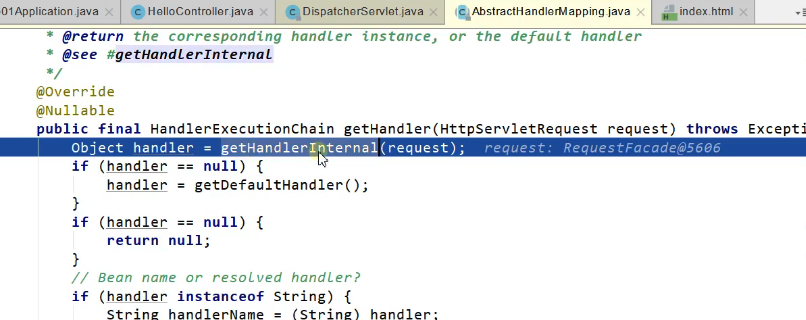 01Application.java HelloController.java DispatcherServlet.java AbstractHandlerMapping.java index.html
* @return the corresponding handler instance, or the default handler
* @see #getHandlerInternal
*/
@Override
@Nullable
public final HandlerExecutionChain getHandler(HttpServletRequest request) throws Excepti
Object handler = getHandlerInternal(request); request: RequestFacade@5606
if (handler == null) {
handler = getDefaultHandler();
}
if (handler == null) {
return null;
}
// Bean name or resolved handler?
if (handler instanceof String) {
String handlerName = (String) handler;